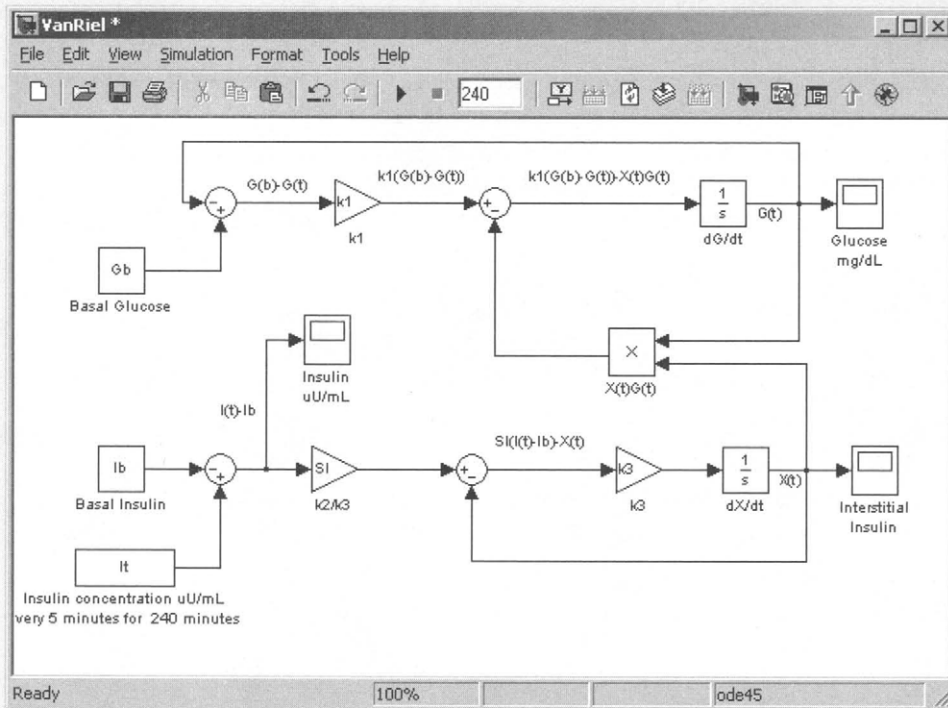 VanRiel *
File Edit View Simulation Format Tools Help
240
G(b)-G(t)
k1(G(b)-G(t))
k1(G(b)-G(t))-X(t)G(t)
k1
k1
1
s
dG/dt
G(t)
Glucose
mg/dL
Gb
Basal Glucose
Insulin
uU/mL
X(t)G(t)
I(t)-Ib
SI(I(t)-Ib)-X(t)
Ib
Basal Insulin
SI
k2/k3
k3
k3
1
s
dX/dt
X(t)
Interstitial
Insulin
It
Insulin concentration uU/mL
very 5 minutes for 240 minutes
Ready 100% ode45